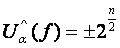 U_α^^(f) = ±2^{n/2}